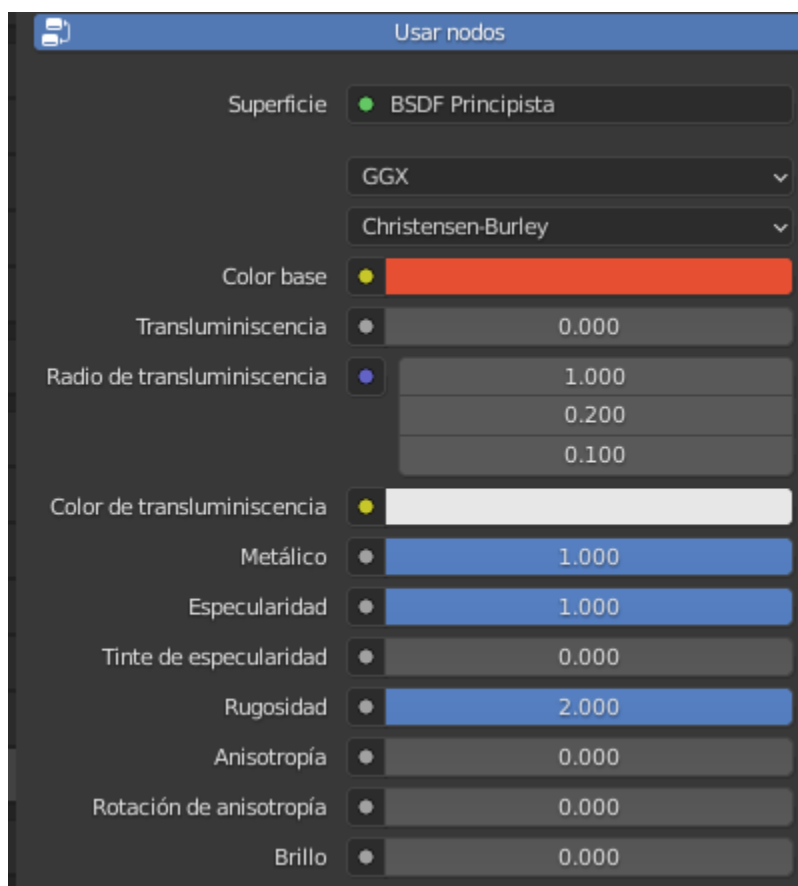 Usar nodos
Superficie BSDF Principista
GGX
Christensen-Burley
Color base
Transluminiscencia 0.000
Radio de transluminiscencia 1.000
0.200
0.100
Color de transluminiscencia
Metálico 1.000
Especularidad 1.000
Tinte de especularidad 0.000
Rugosidad 2.000
Anisotropía 0.000
Rotación de anisotropía 0.000
Brillo 0.000